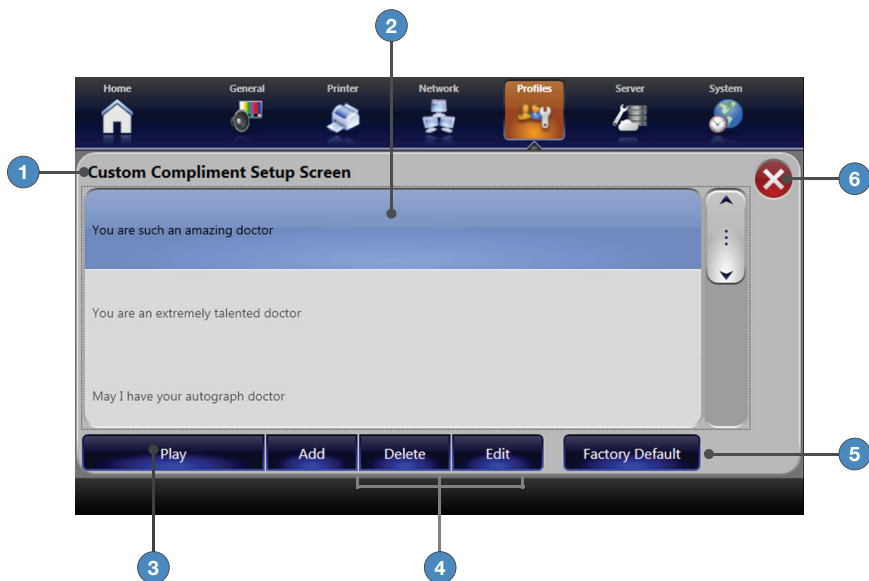 2
Home General Printer Network Profiles Server System
1
Custom Compliment Setup Screen
6
You are such an amazing doctor
You are an extremely talented doctor
May I have your autograph doctor
Play Add Delete Edit Factory Default
5
3
4